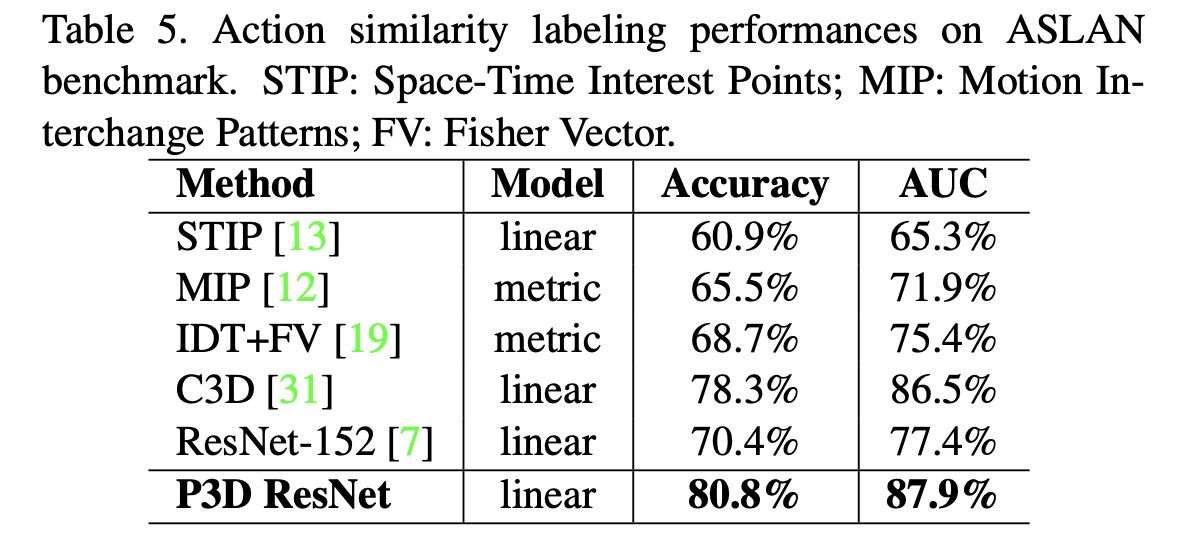 Table 5. Action similarity labeling performances on ASLAN
benchmark. STIP: Space-Time Interest Points; MIP: Motion In-
terchange Patterns; FV: Fisher Vector.
Method Model Accuracy AUC
STIP [13] linear 60.9% 65.3%
MIP [12] metric 65.5% 71.9%
IDT+FV [19] metric 68.7% 75.4%
C3D [31] linear 78.3% 86.5%
ResNet-152 [7] linear 70.4% 77.4%
P3D ResNet linear 80.8% 87.9%